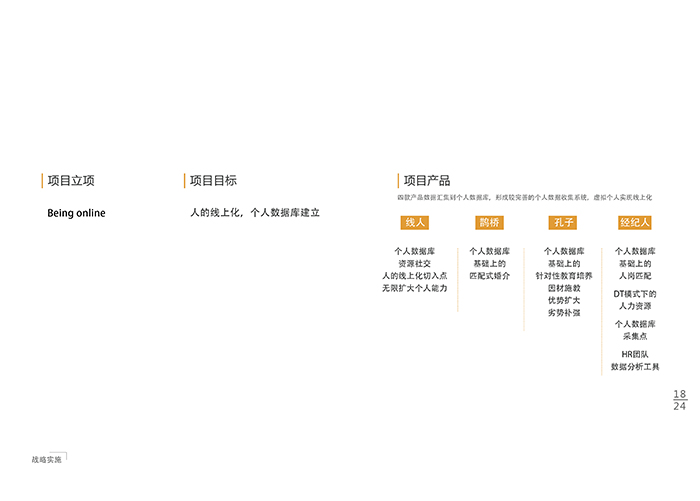 项目立项
Being online
项目目标
人的线上化，个人数据库建立
项目产品
四款产品数据汇集到个人数据库，形成较完善的个人数据收集系统，虚拟个人实现线上化
线人
个人数据库
资源社交
人的线上化切入点
无限扩大个人能力
鹊桥
个人数据库
基础上的
匹配式婚介
孔子
个人数据库
基础上的
针对性教育培养
因材施教
优势扩大
劣势补强
经纪人
个人数据库
基础上的
人岗匹配
DT模式下的
人力资源
个人数据库
采集点
HR团队
数据分析工具
18
24
战略实施